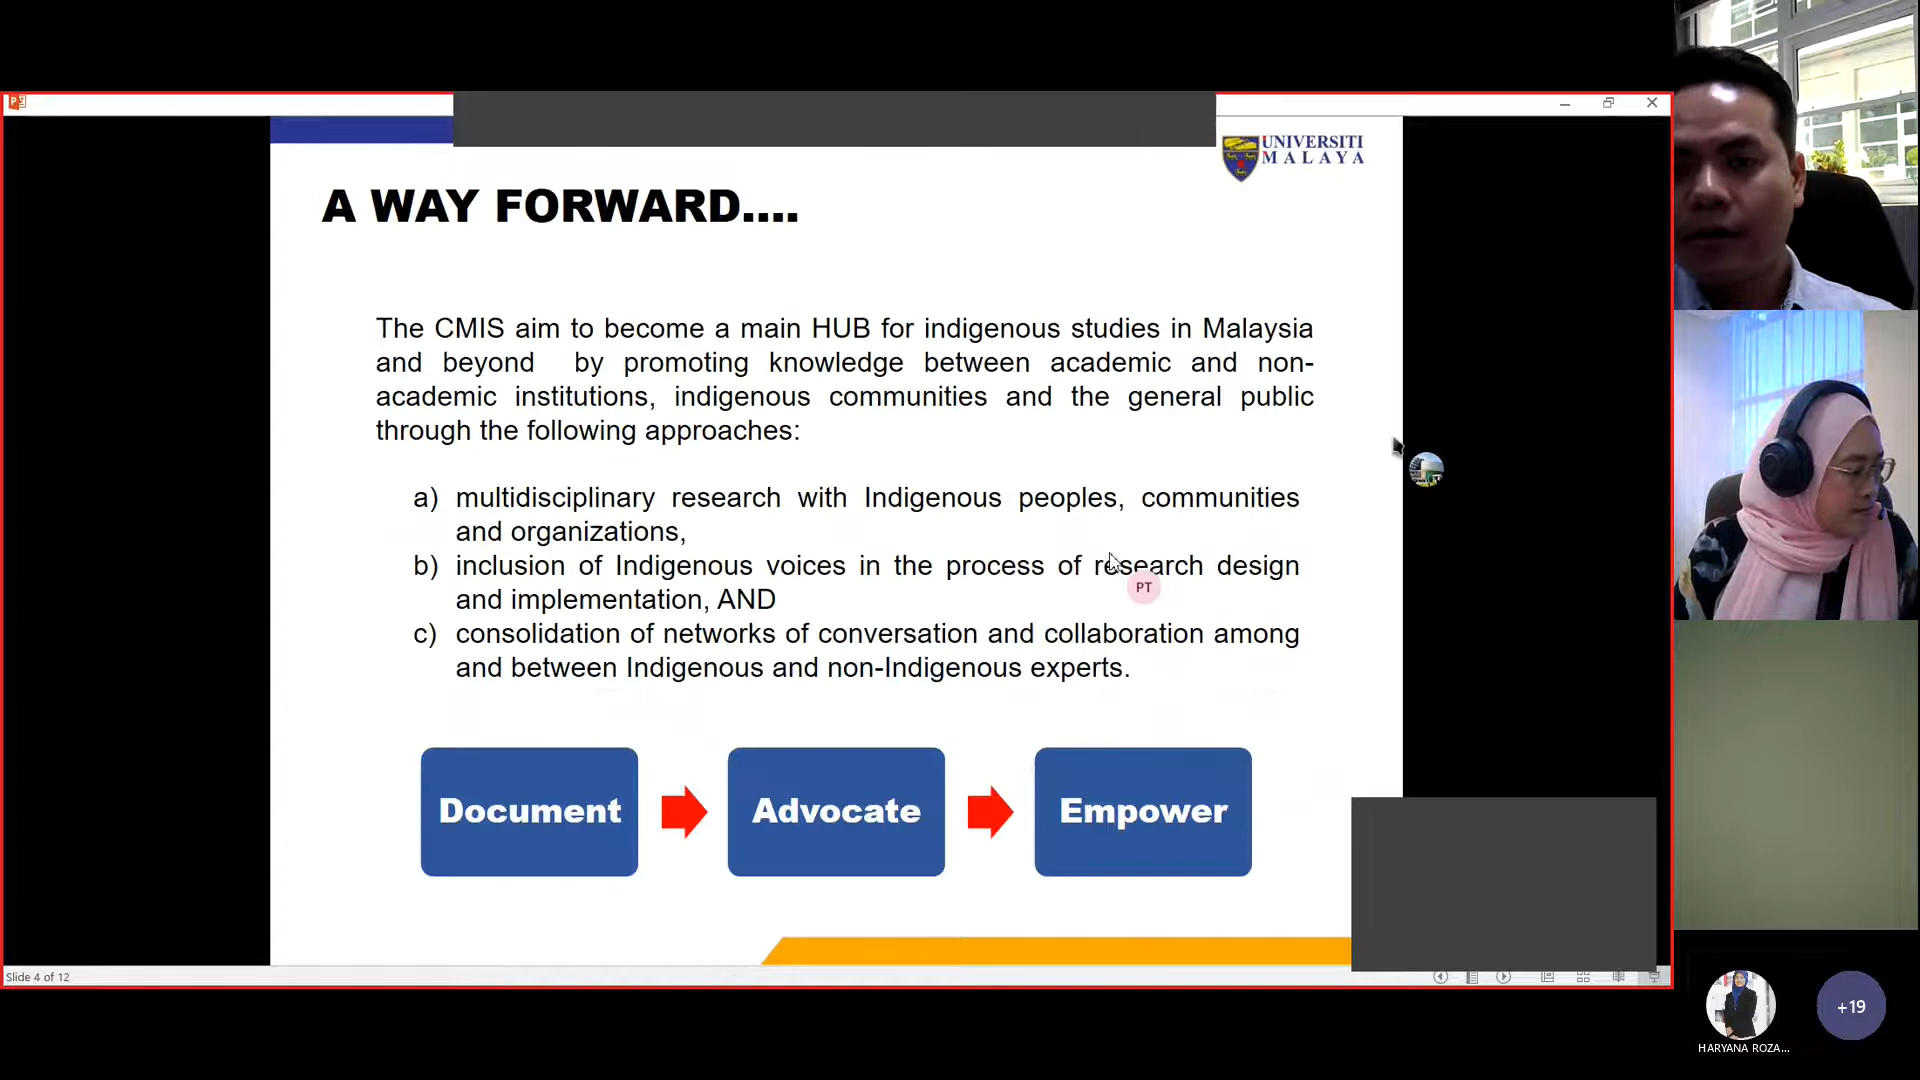 UNIVERSITI
MALAYA
A WAY FORWARD....
The CMIS aim to become a main HUB for indigenous studies in Malaysia
and beyond by promoting knowledge between academic and non-
academic institutions, indigenous communities and the general public
through the following approaches:
a) multidisciplinary research with Indigenous peoples, communities
and organizations,
b) inclusion of Indigenous voices in the process of research design
and implementation, AND
c) consolidation of networks of conversation and collaboration among
and between Indigenous and non-Indigenous experts.
PT
Document
Advocate
Empower
Slide 4 of 12
+19
HARYANA ROZA...